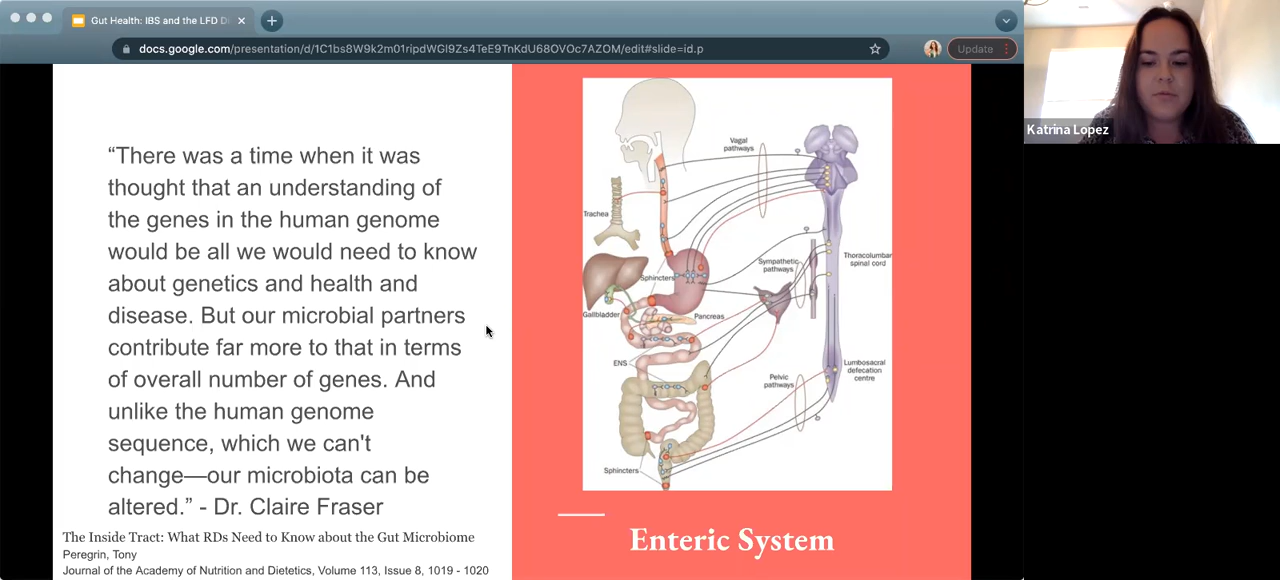 Gut Health: IBS and the LFD Di
docs.google.com/presentation/d/1C1bs8W9k2m01ripdWGl9Zs4TeE9TnKdU68OVOc7AZOM/edit#slide=id.p
Update
Katrina Lopez
“There was a time when it was
thought that an understanding of
the genes in the human genome
would be all we would need to know
about genetics and health and
disease. But our microbial partners
contribute far more to that in terms
of overall number of genes. And
unlike the human genome
sequence, which we can't
change—our microbiota can be
altered.” - Dr. Claire Fraser
The Inside Tract: What RDs Need to Know about the Gut Microbiome
Peregrin, Tony
Journal of the Academy of Nutrition and Dietetics, Volume 113, Issue 8, 1019 - 1020
Vagal
pathways
Trachea
Sympathetic
pathways
Thoracolumbar
spinal cord
Sphincters
Gallbladder
Pancreas
ENS
Pelvic
pathways
Lumbosacral
defecation
centre
Sphincters
Enteric System